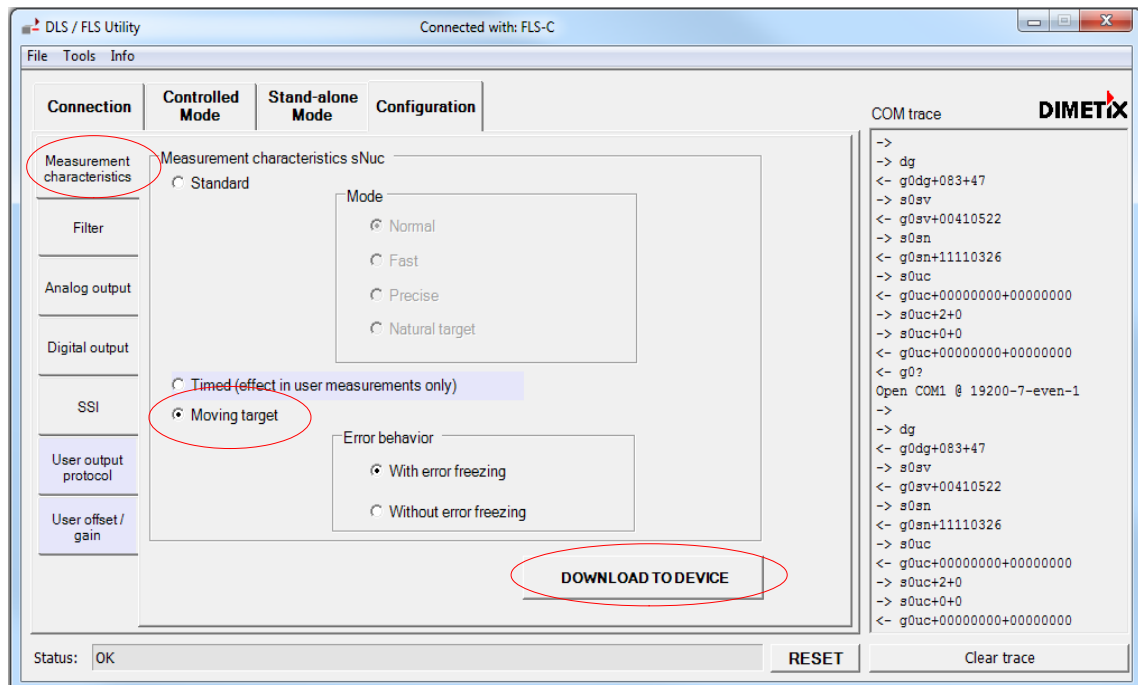 DLS / FLS Utility
Connected with: FLS-C
File Tools Info
Connection
Controlled
Mode
Stand-alone
Mode
Configuration
COM trace
DIMETIX
Measurement
characteristics
Filter
Analog output
Digital output
SSI
User output
protocol
User offset /
gain
Measurement characteristics sNuc
Standard
Mode
Normal
Fast
Precise
Natural target
Timed (effect in user measurements only)
Moving target
Error behavior
With error freezing
Without error freezing
DOWNLOAD TO DEVICE
->
-> dg
<- g0dg+083+47
-> s0sv
<- g0sv+00410522
-> s0sn
<- g0sn+11110326
-> s0uc
<- g0uc+00000000+00000000
-> s0uc+2+0
-> s0uc+0+0
<- g0uc+00000000+00000000
<- g0?
Open COM1 @ 19200-7-even-1
->
-> dg
<- g0dg+083+47
-> s0sv
<- g0sv+00410522
-> s0sn
<- g0sn+11110326
-> s0uc
<- g0uc+00000000+00000000
-> s0uc+2+0
-> s0uc+0+0
<- g0uc+00000000+00000000
Status: OK
RESET
Clear trace